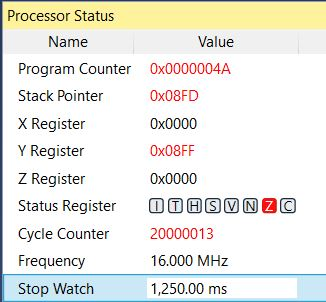 Processor Status
Name Value
Program Counter 0x0000004A
Stack Pointer 0x08FD
X Register 0x0000
Y Register 0x08FF
Z Register 0x0000
Status Register I T H S V N Z C
Cycle Counter 20000013
Frequency 16.000 MHz
Stop Watch 1,250.00 ms